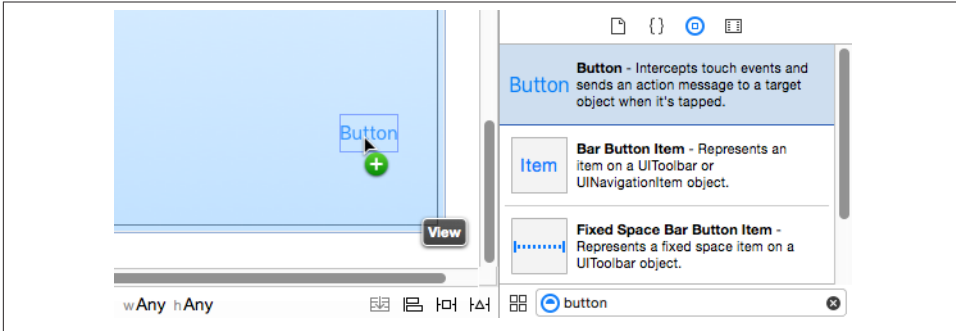 Button
View
wAny hAny
Button
Button - Intercepts touch events and
sends an action message to a target
object when it's tapped.
Item
Bar Button Item - Represents an
item on a UIToolbar or
UINavigationItem object.
Fixed Space Bar Button Item -
Represents a fixed space item on a
UIToolbar object.
button